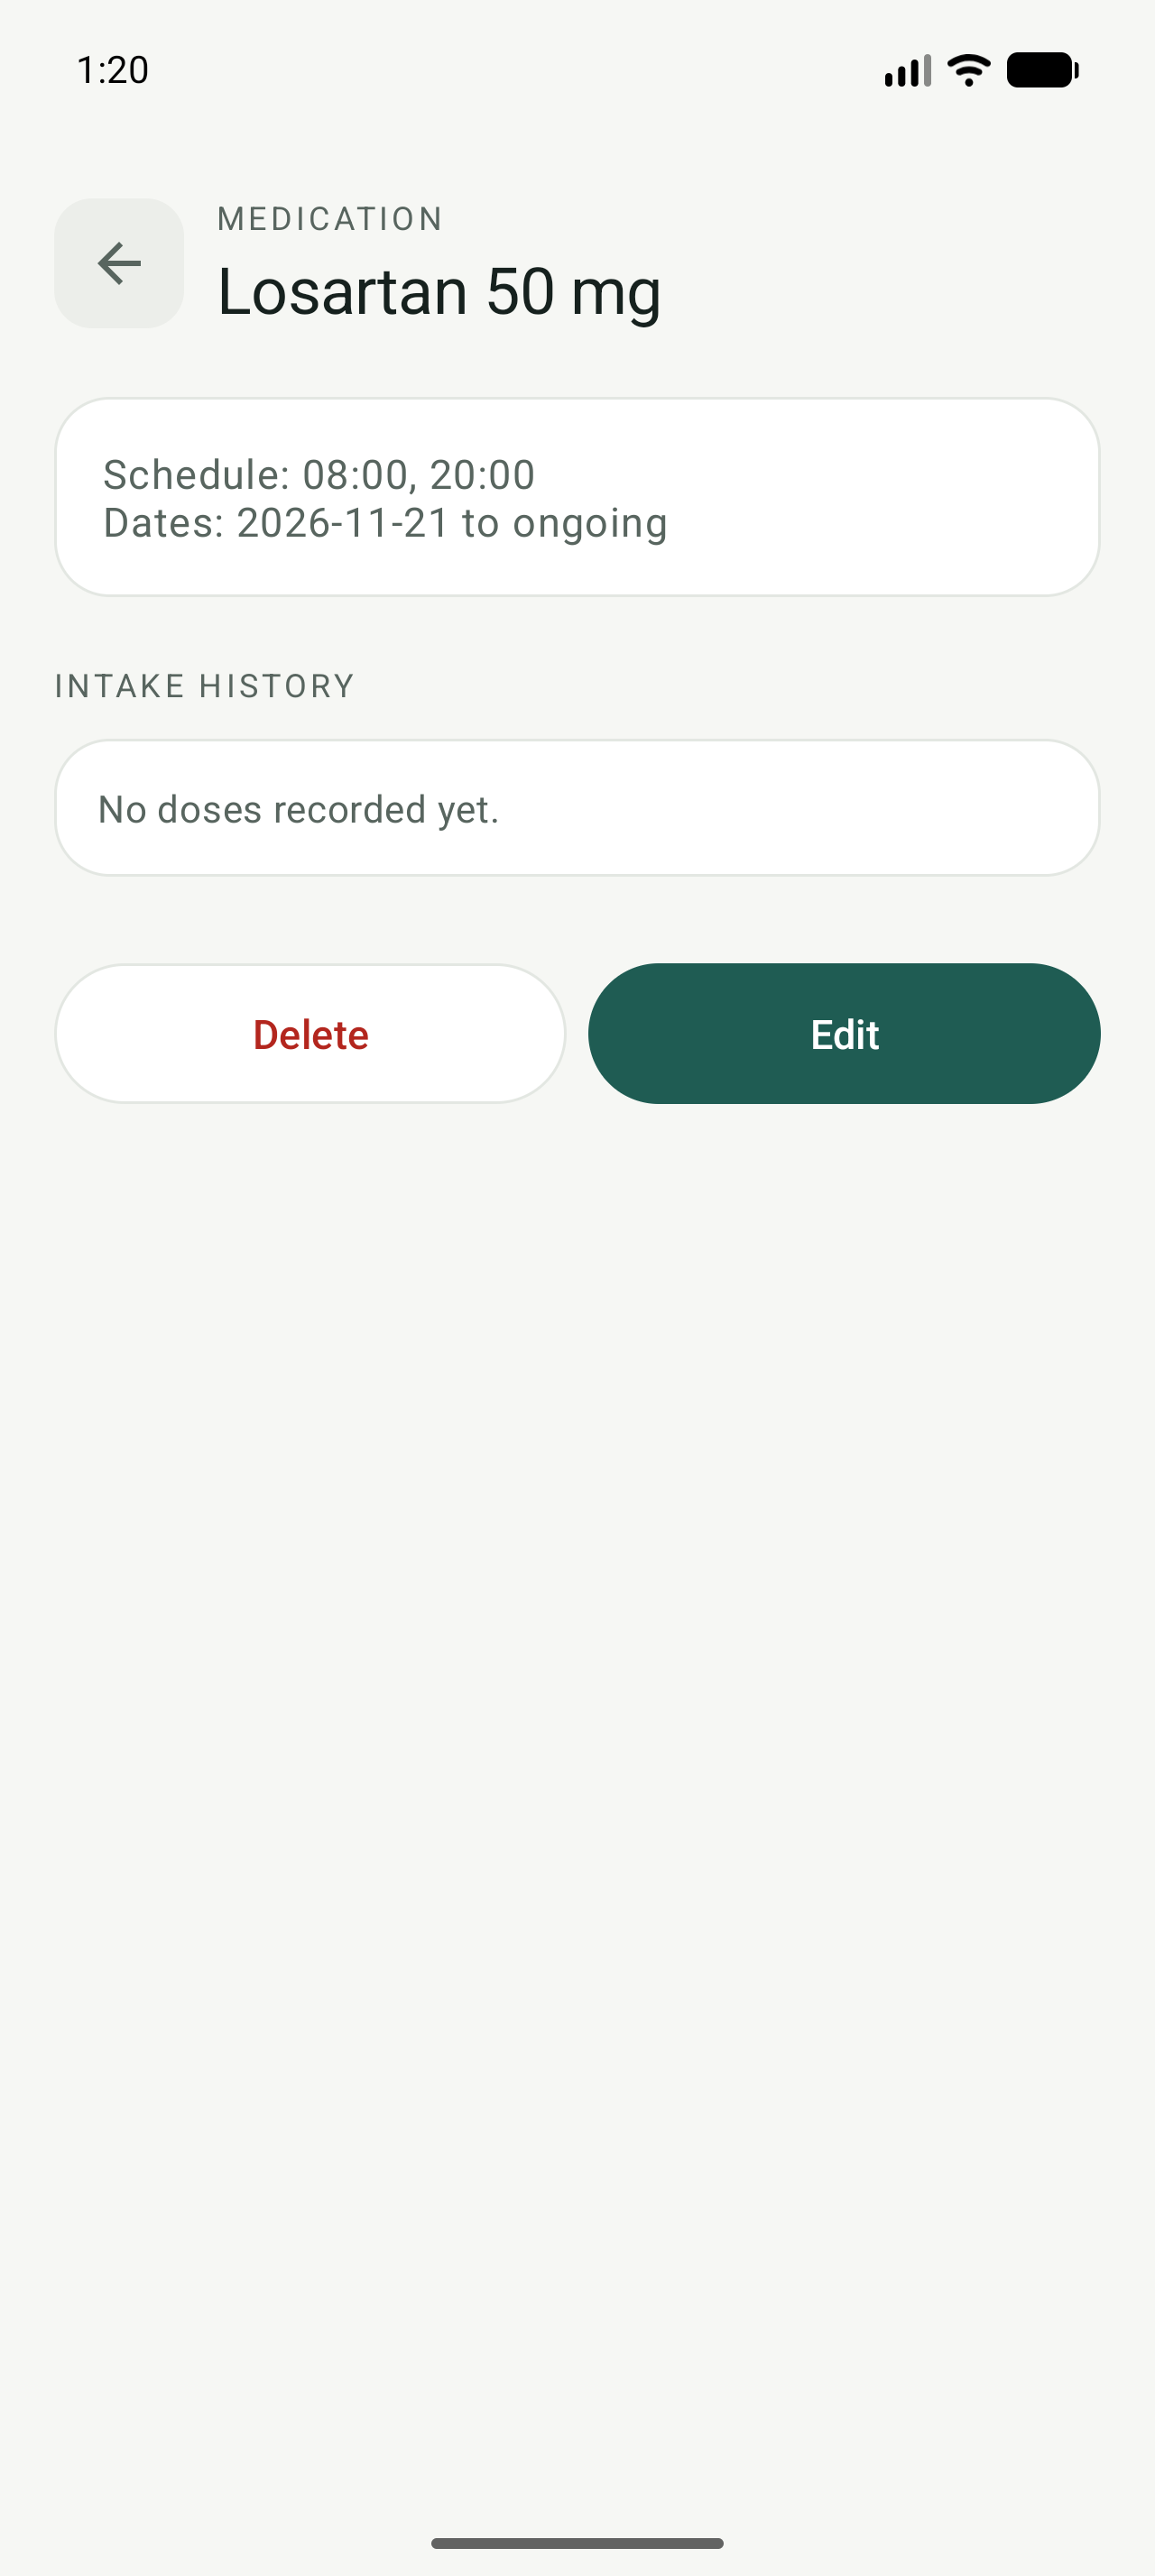 1:20
MEDICATION
Losartan 50 mg
Schedule: 08:00, 20:00
Dates: 2026-11-21 to ongoing
INTAKE HISTORY
No doses recorded yet.
Delete
Edit